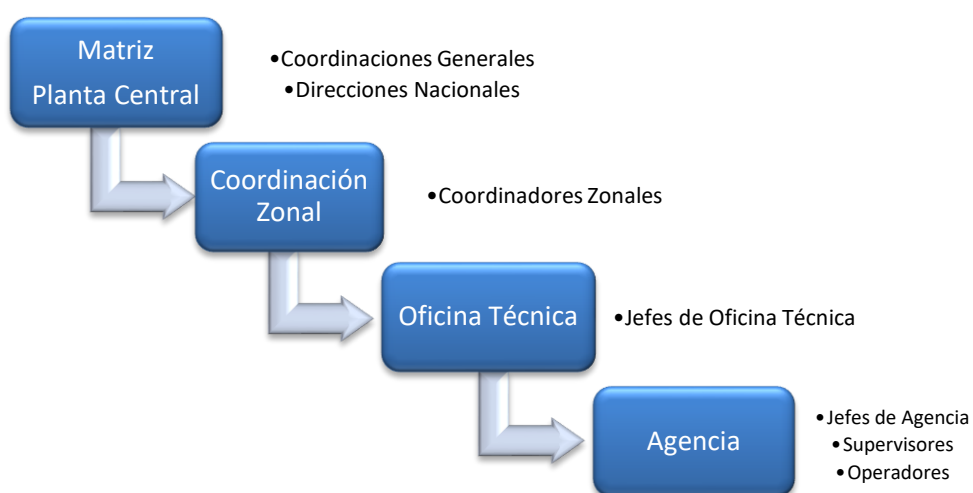 Matriz
Planta Central
•Coordinaciones Generales
•Direcciones Nacionales
Coordinación
Zonal
•Coordinadores Zonales
Oficina Técnica
•Jefes de Oficina Técnica
Agencia
•Jefes de Agencia
•Supervisores
•Operadores